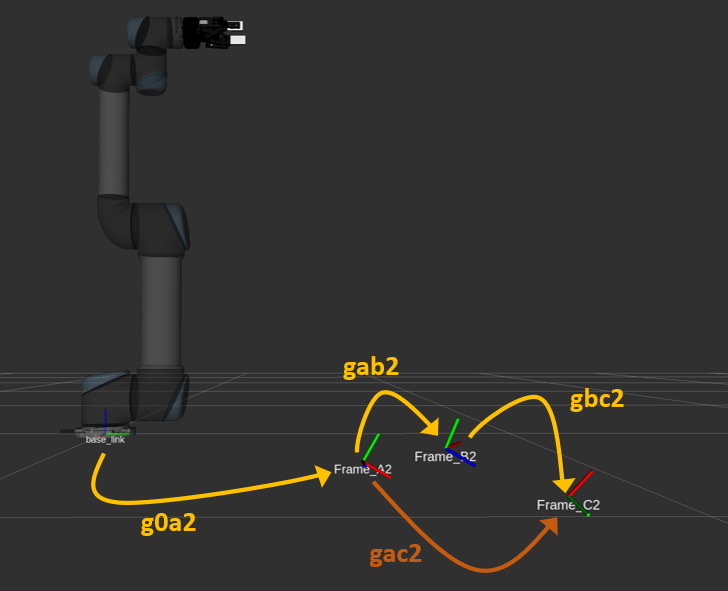 gab2
gbc2
base_link
Frame_A2
Frame_B2
Frame_C2
g0a2
gac2